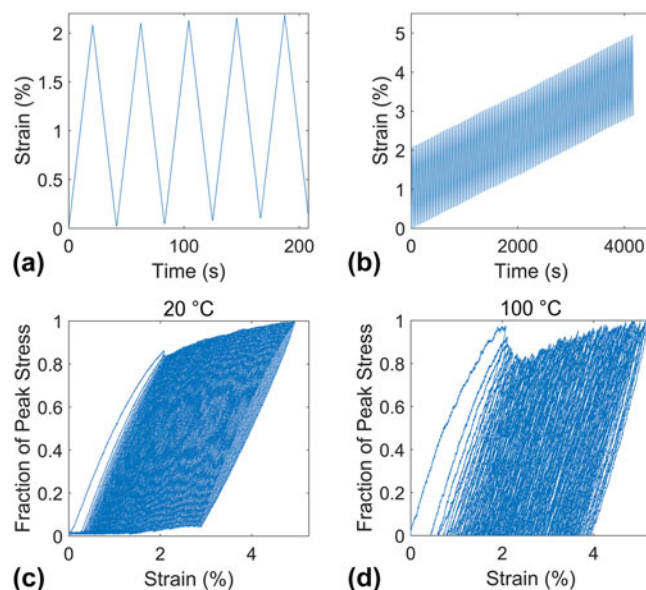 2
1.5
1
0.5
0
0 100 200
Strain (%)
Time (s)
(a)
5
4
3
2
1
0
0 2000 4000
Strain (%)
Time (s)
(b)
20 °C
1
0.8
0.6
0.4
0.2
0
0 2 4
Fraction of Peak Stress
Strain (%)
(c)
100 °C
1
0.8
0.6
0.4
0.2
0
0 2 4
Fraction of Peak Stress
Strain (%)
(d)